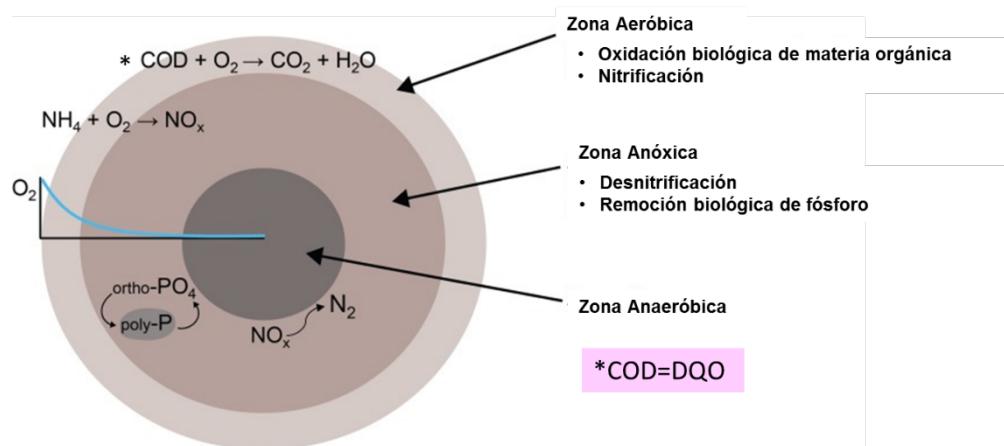 * COD + O₂ → CO₂ + H₂O
NH₄ + O₂ → NOₓ
O₂
ortho-PO₄
poly-P
NOₓ
N₂
Zona Aeróbica
• Oxidación biológica de materia orgánica
• Nitrificación
Zona Anóxica
• Desnitrificación
• Remoción biológica de fósforo
Zona Anaeróbica
*COD=DQO